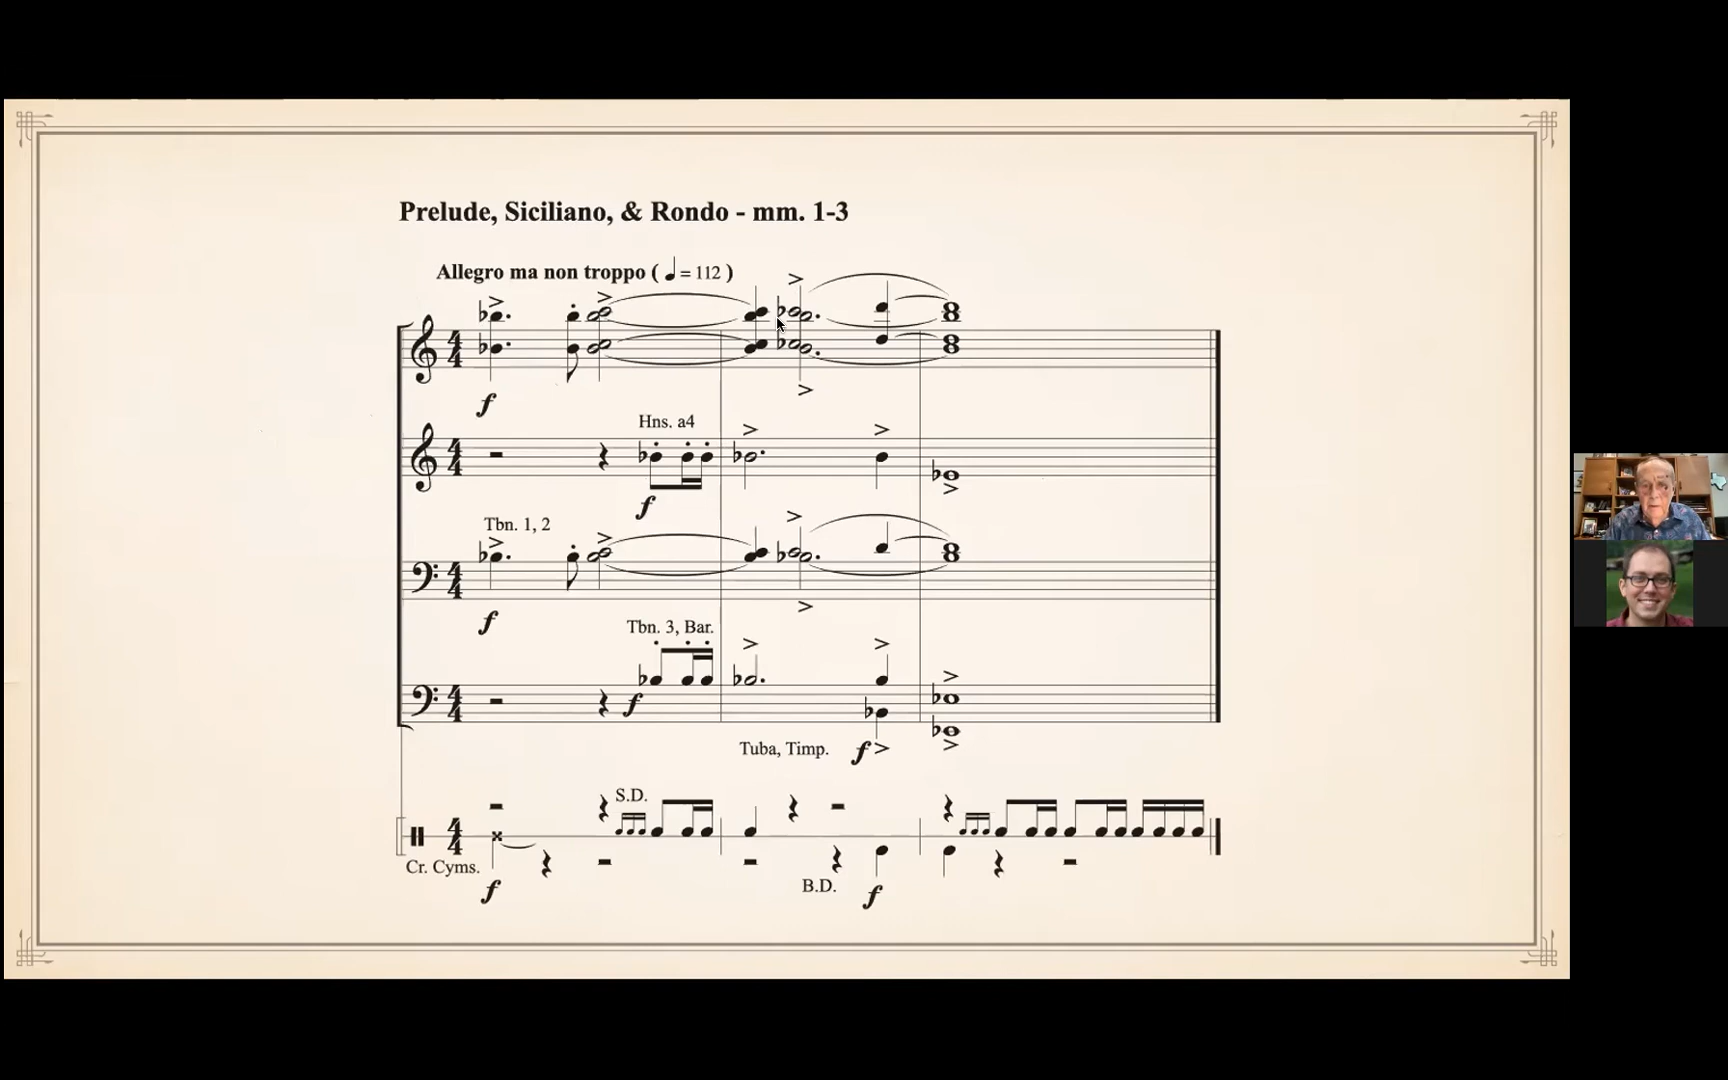 Prelude, Siciliano, & Rondo - mm. 1-3
Allegro ma non troppo ( ♩ = 112 )
f
Hns. a4
f
Tbn. 1, 2
f
Tbn. 3, Bar.
f
Tuba, Timp.
f
S.D.
Cr. Cyms.
f
B.D.
f